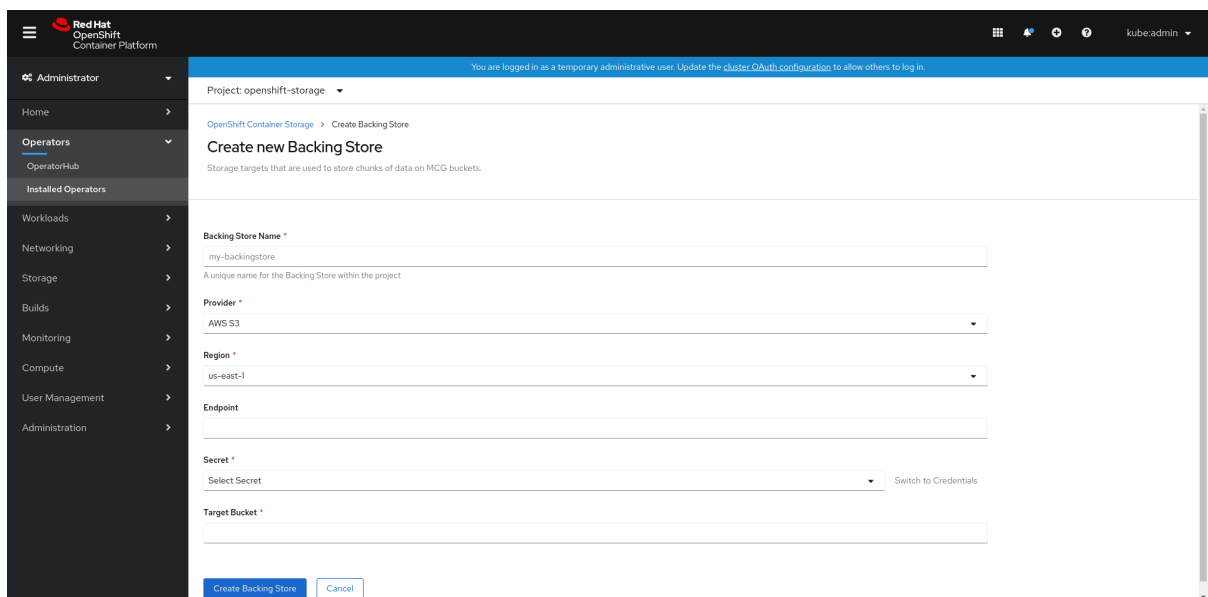 Red Hat
OpenShift
Container Platform
kube:admin
Administrator
You are logged in as a temporary administrative user. Update the cluster OAuth configuration to allow others to log in.
Project: openshift-storage
Home
Operators
OperatorHub
Installed Operators
Workloads
Networking
Storage
Builds
Monitoring
Compute
User Management
Administration
OpenShift Container Storage > Create Backing Store
Create new Backing Store
Storage targets that are used to store chunks of data on MCG buckets.
Backing Store Name *
my-backingstore
A unique name for the Backing Store within the project
Provider *
AWS S3
Region *
us-east-1
Endpoint
Secret *
Select Secret
Switch to Credentials
Target Bucket *
Create Backing Store
Cancel